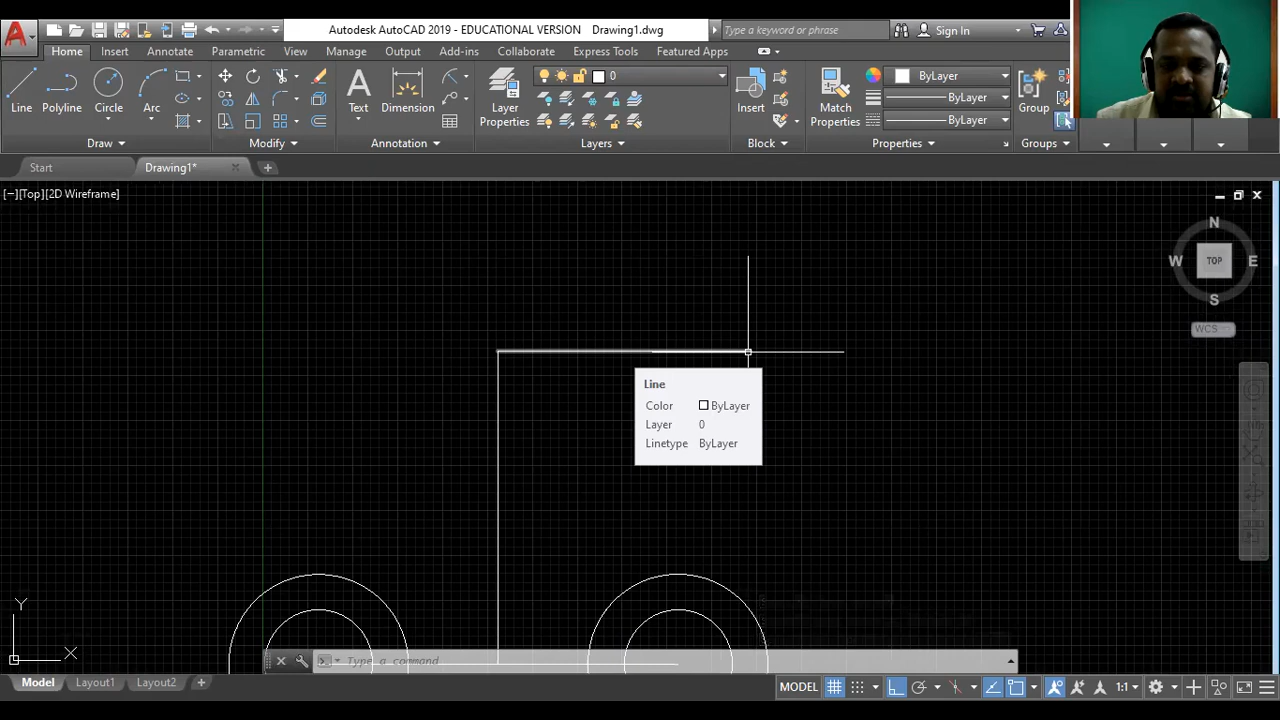 A
Autodesk AutoCAD 2019 - EDUCATIONAL VERSION Drawing1.dwg
Type a keyword or phrase
Sign In
Home Insert Annotate Parametric View Manage Output Add-ins Collaborate Express Tools Featured Apps
0
ByLayer
ByLayer
ByLayer
Line Polyline Circle Arc
A Text Dimension
Layer Properties
Insert
Match Properties
Group
Draw Modify Annotation Layers Block Properties Groups
Start Drawing1* +
[−][Top][2D Wireframe]
N
W TOP E
S
WCS
Line
Color ByLayer
Layer 0
Linetype ByLayer
Y
X
Type a command
Model Layout1 Layout2 +
MODEL 1:1